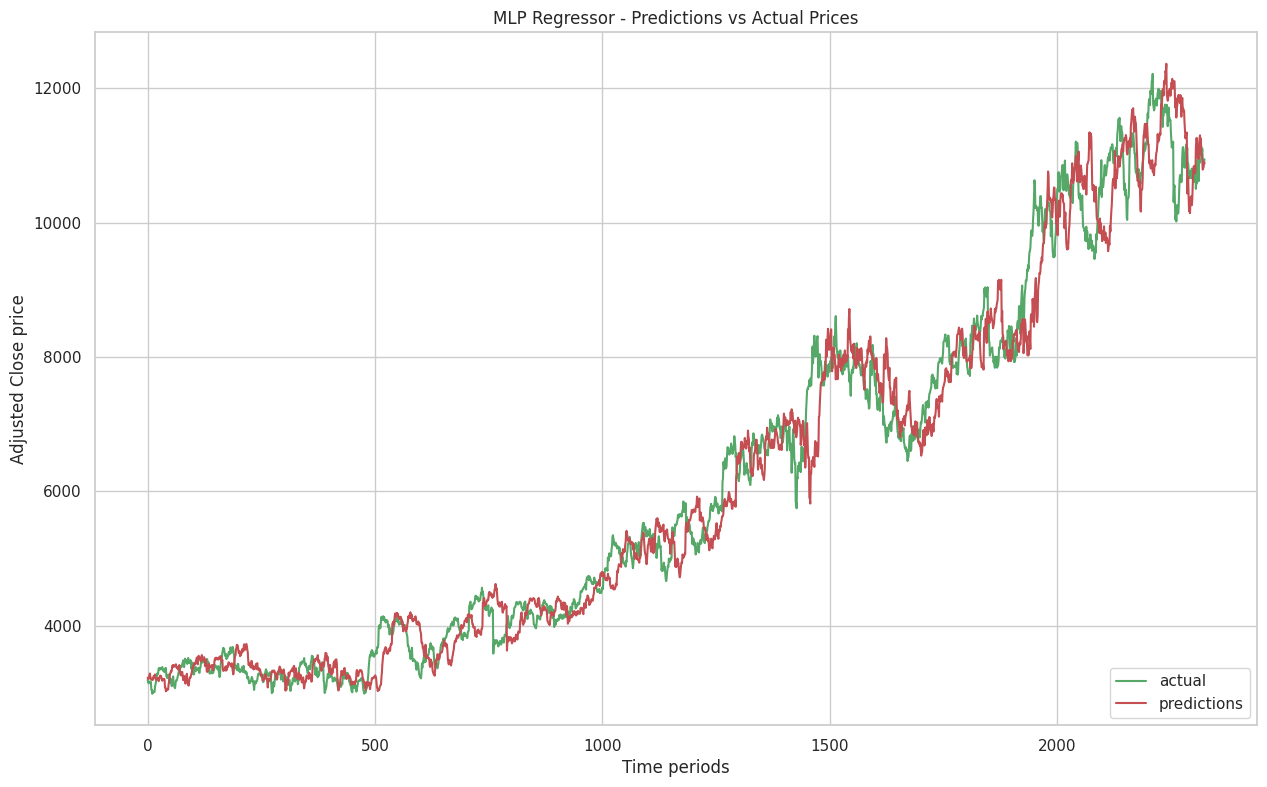 MLP Regressor - Predictions vs Actual Prices
12000
10000
8000
6000
4000
Adjusted Close price
0
500
1000
1500
2000
Time periods
actual
predictions